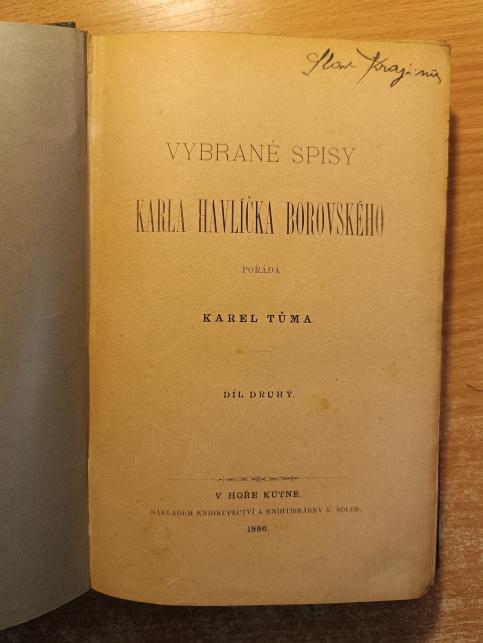 VYBRANÉ SPISY
KARLA HAVLÍČKA BOROVSKÉHO
POŘÁDÁ
KAREL TŮMA.
DÍL DRUHÝ.
V HOŘE KUTNÉ.
NÁKLADEM KNIHKUPECTVÍ A KNIHTISKÁRNY K. ŠOLCE.
1886.